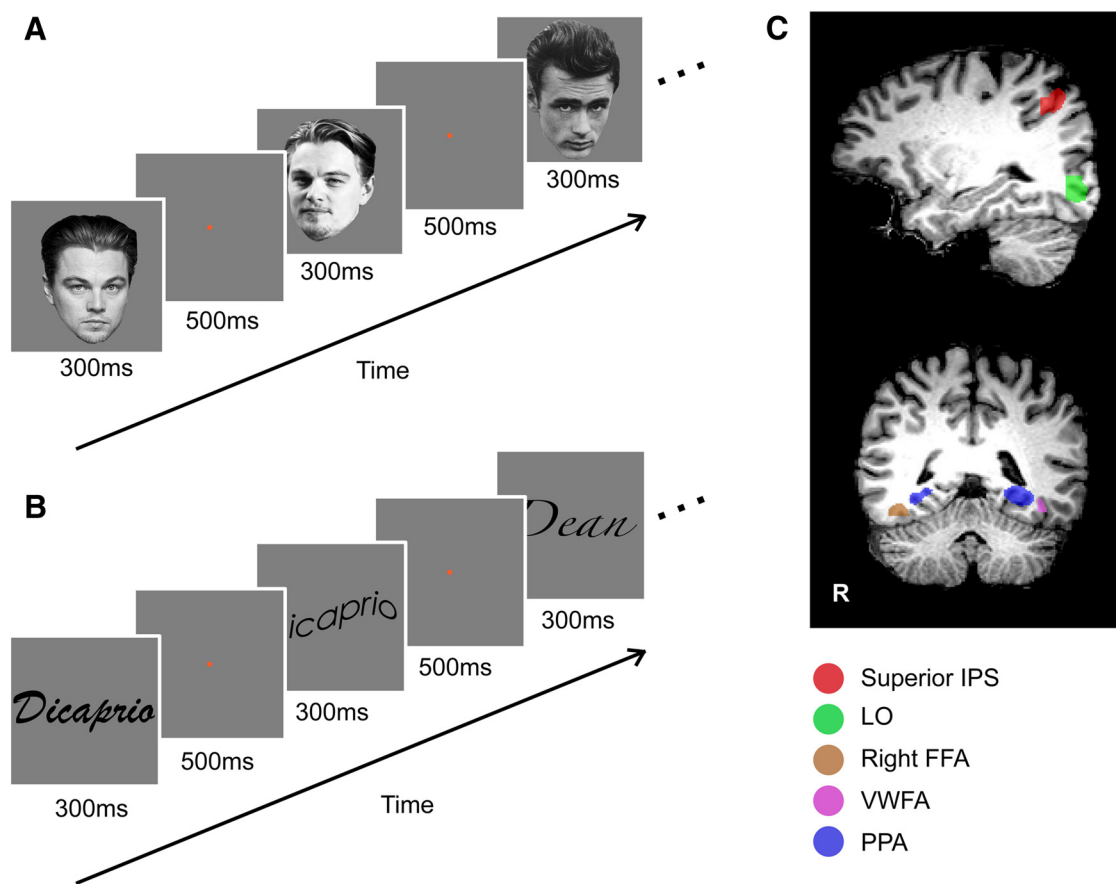 A
300ms
500ms
300ms
500ms
300ms
Time
B
Dicaprio
300ms
500ms
icaprio
300ms
500ms
Dean
300ms
Time
C
R
Superior IPS
LO
Right FFA
VWFA
PPA